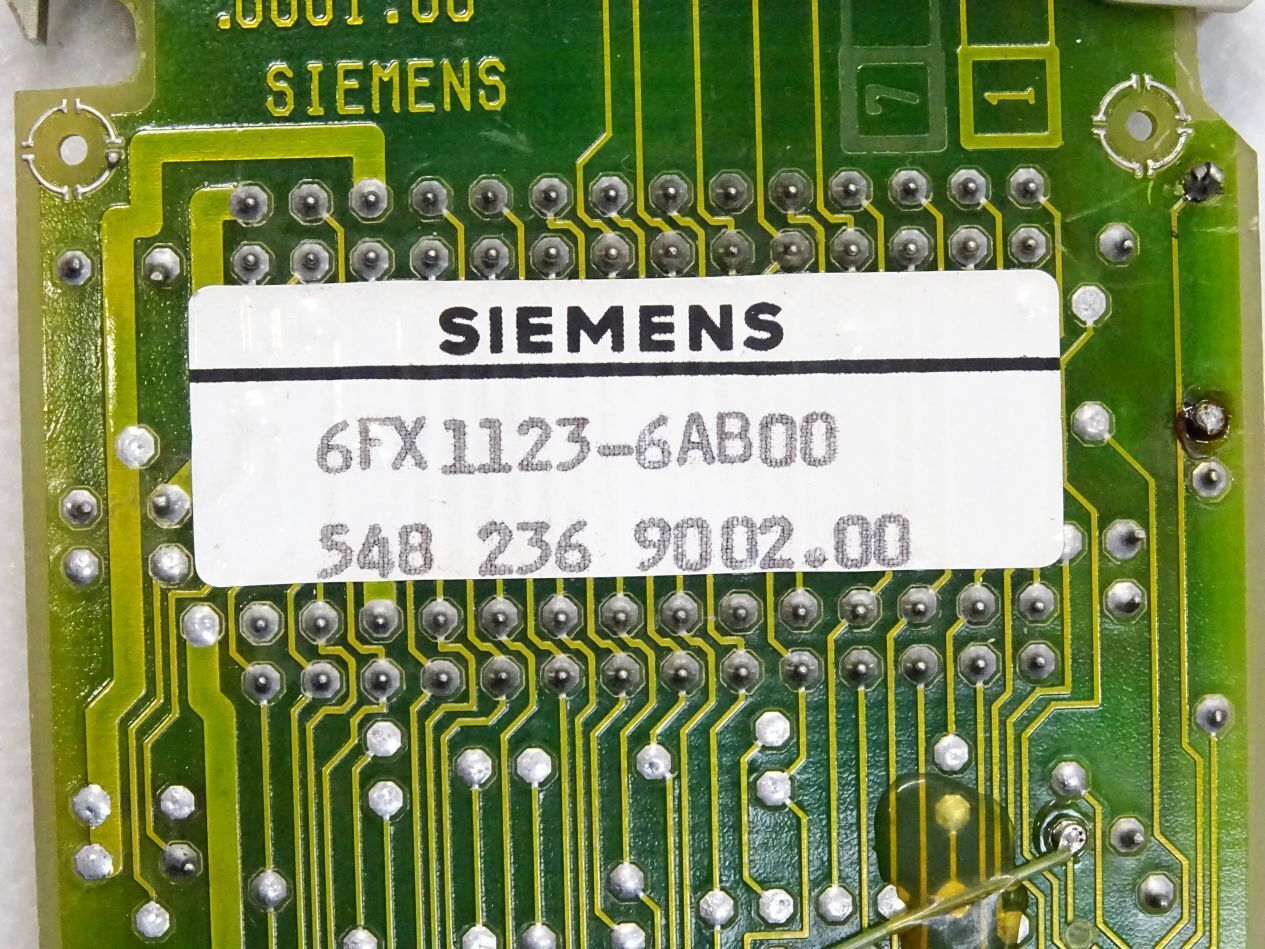 .0001.00
SIEMENS
7
1
SIEMENS
6FX1123-6AB00
548 236 9002.00